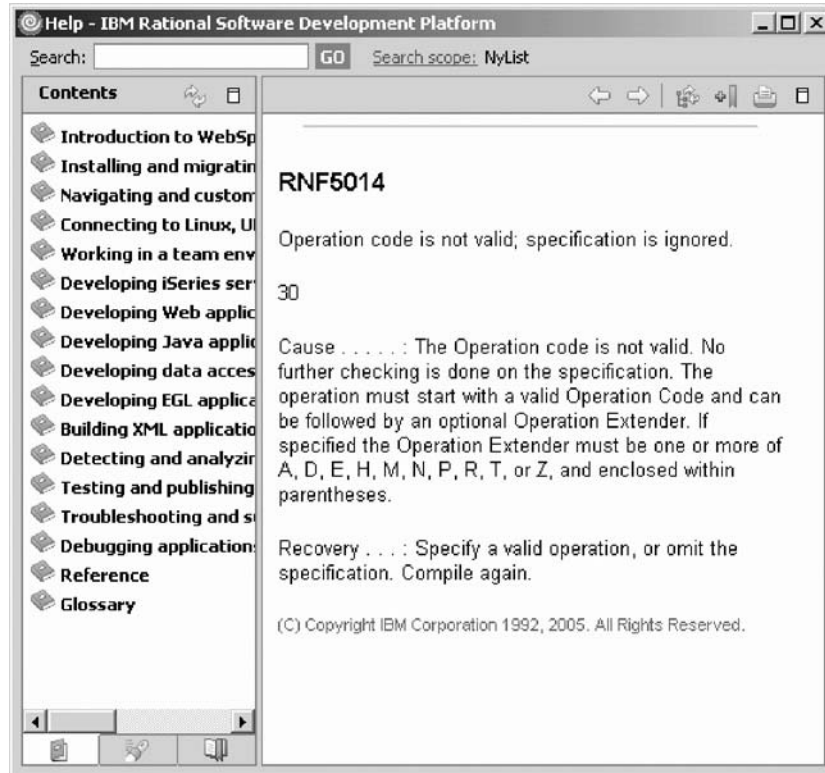 Help - IBM Rational Software Development Platform
Search:
GO
Search scope: NyList
Contents
Introduction to WebSp
Installing and migratin
Navigating and custom
Connecting to Linux, UI
Working in a team env
Developing iSeries ser
Developing Web applic
Developing Java applic
Developing data acces
Developing EGL applica
Building XML applicatio
Detecting and analyzin
Testing and publishing
Troubleshooting and su
Debugging application
Reference
Glossary
RNF5014
Operation code is not valid; specification is ignored.
30
Cause . . . . . : The Operation code is not valid. No
further checking is done on the specification. The
operation must start with a valid Operation Code and can
be followed by an optional Operation Extender. If
specified the Operation Extender must be one or more of
A, D, E, H, M, N, P, R, T, or Z, and enclosed within
parentheses.
Recovery . . . : Specify a valid operation, or omit the
specification. Compile again.
(C) Copyright IBM Corporation 1992, 2005. All Rights Reserved.